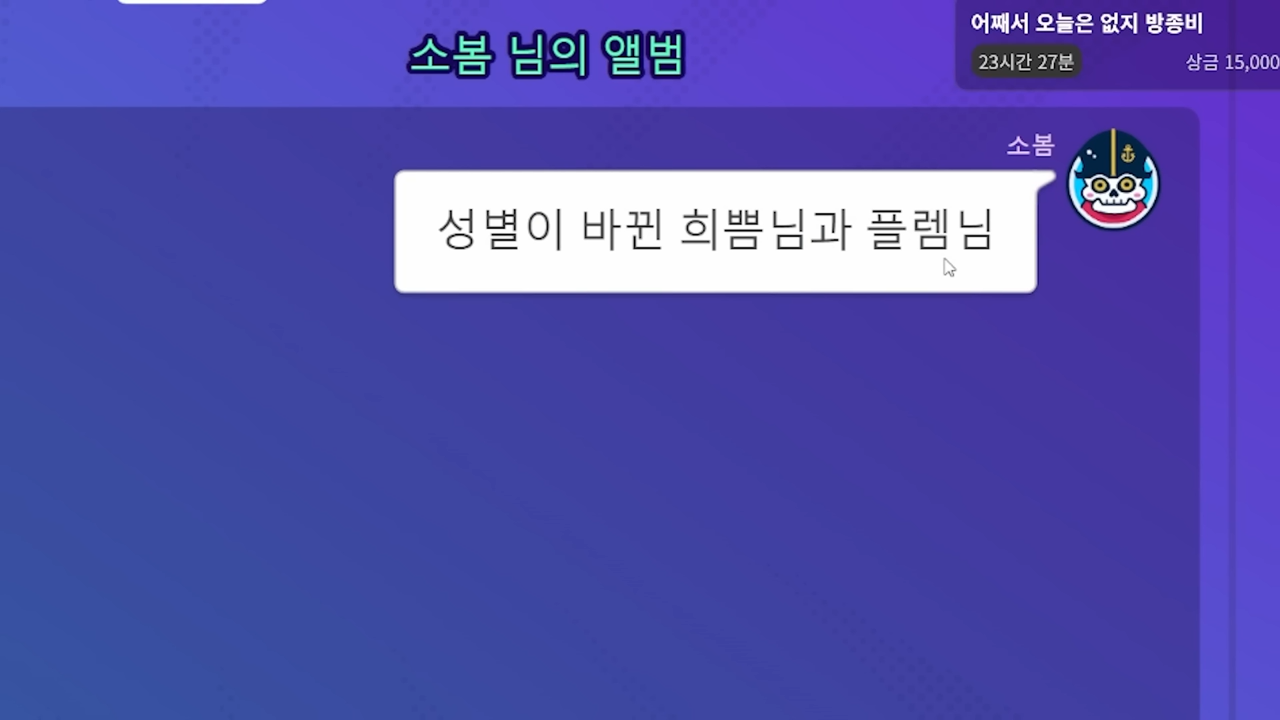 소봄 님의 앨범
어째서 오늘은 없지 방종비
23시간 27분
상금 15,000
소봄
성별이 바뀐 희쁨님과 플렘님